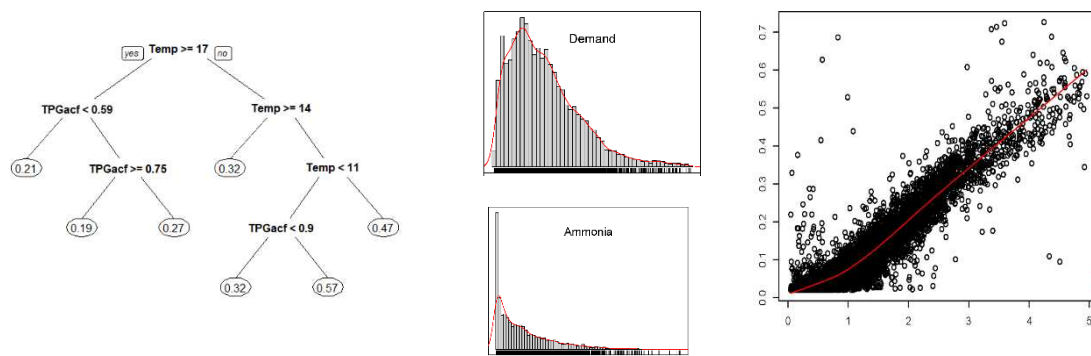 yes Temp >= 17 no
TPGacf < 0.59 Temp >= 14
0.21 TPGacf >= 0.75 0.32 Temp < 11
0.19 0.27 TPGacf < 0.9 0.47
0.32 0.57
Demand
Ammonia
0.7
0.6
0.5
0.4
0.3
0.2
0.1
0.0
0 1 2 3 4 5